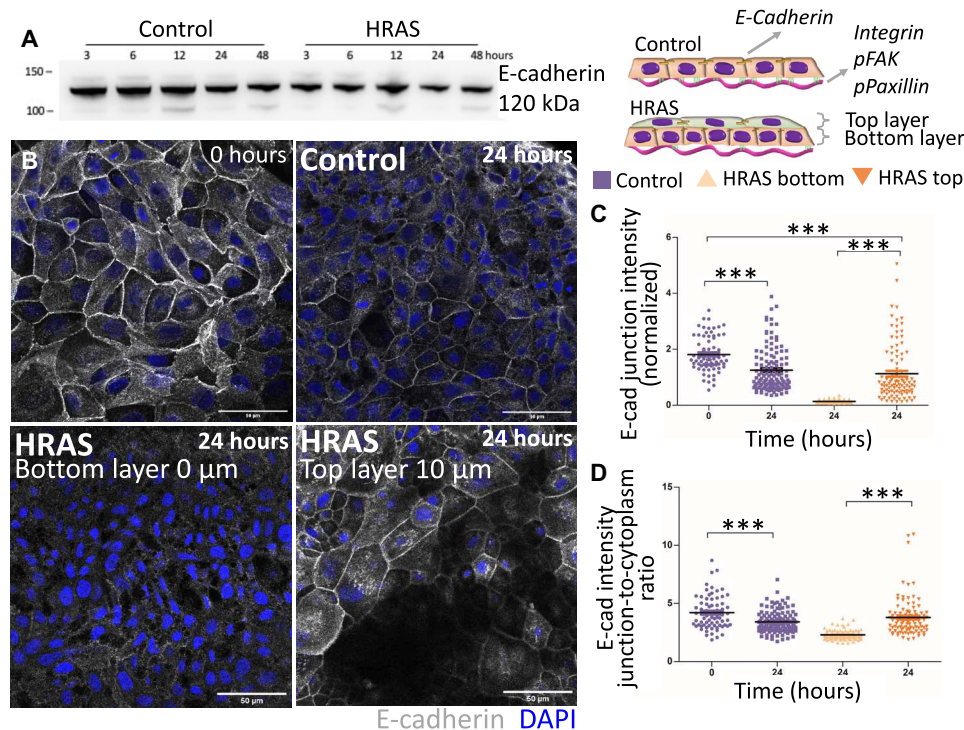 A
Control
HRAS
3 6 12 24 48 3 6 12 24 48 hours
150
100
E-cadherin
120 kDa
E-Cadherin
Control
Integrin
pFAK
pPaxillin
HRAS
Top layer
Bottom layer
B
0 hours
50 µm
Control
24 hours
50 µm
HRAS
24 hours
Bottom layer 0 µm
50 µm
HRAS
24 hours
Top layer 10 µm
50 µm
E-cadherin DAPI
Control HRAS bottom HRAS top
C
E-cad junction intensity
(normalized)
6
4
2
0
***
***
***
0 24 24 24
Time (hours)
D
E-cad intensity
junction-to-cytoplasm
ratio
15
10
5
0
***
***
0 24 24 24
Time (hours)